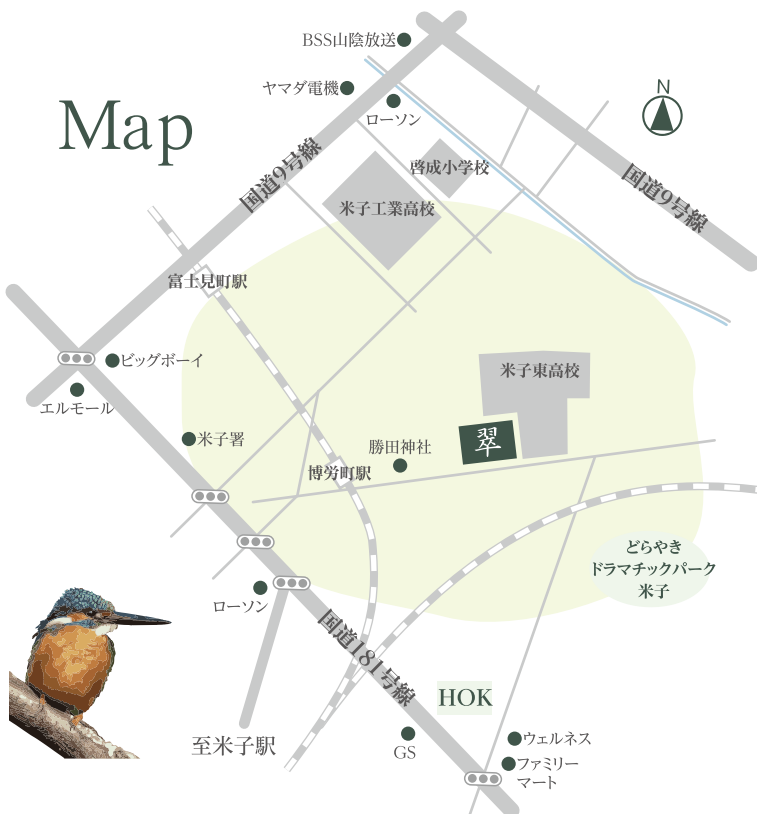 BSS山陰放送
N
ヤマダ電機
Map
ローソン
国道9号線
啓成小学校
国道9号線
米子工業高校
富士見町駅
ビッグボーイ
米子東高校
エルモール
米子署
勝田神社
翠
博労町駅
どらやき
ドラマチックパーク
米子
ローソン
国道181号線
HOK
至米子駅
GS
ウェルネス
ファミリー
マート